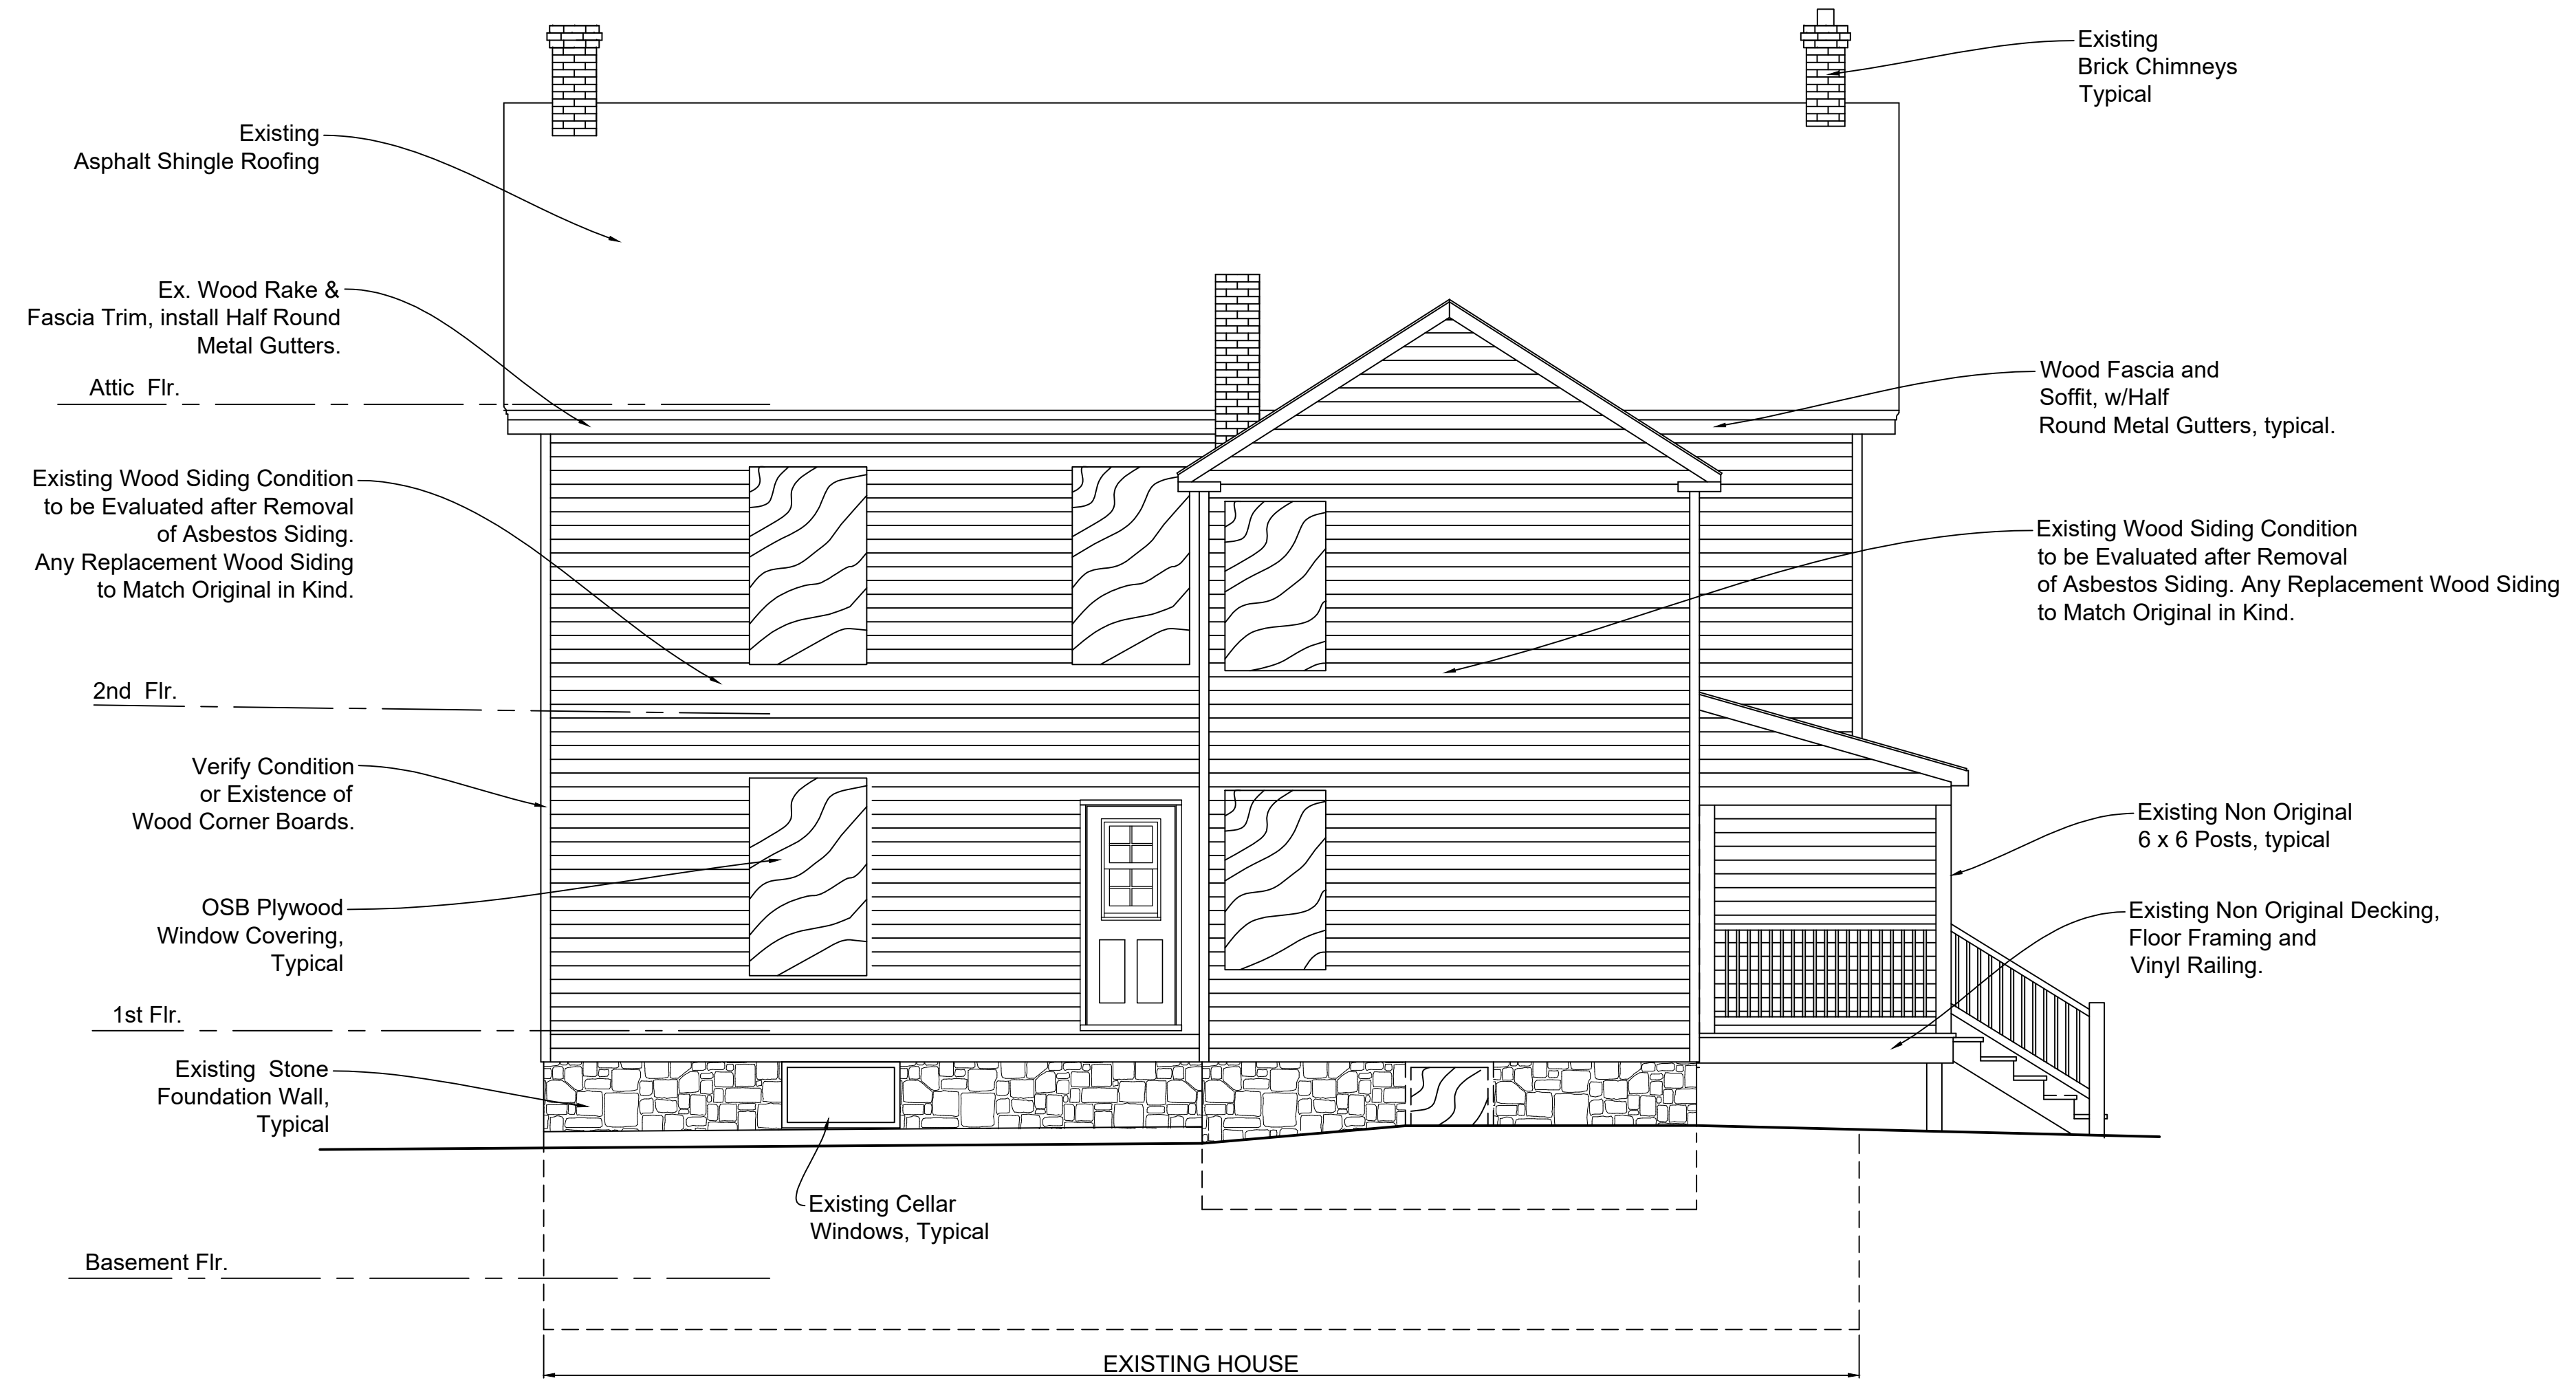 Existing
Brick Chimneys
Typical
Existing
Asphalt Shingle Roofing
Ex. Wood Rake &
Fascia Trim, install Half Round
Metal Gutters.
Attic Flr.
Wood Fascia and
Soffit, w/Half
Round Metal Gutters, typical.
Existing Wood Siding Condition
to be Evaluated after Removal
of Asbestos Siding.
Any Replacement Wood Siding
to Match Original in Kind.
Existing Wood Siding Condition
to be Evaluated after Removal
of Asbestos Siding. Any Replacement Wood Siding
to Match Original in Kind.
2nd Flr.
Verify Condition
or Existence of
Wood Corner Boards.
Existing Non Original
6 x 6 Posts, typical
OSB Plywood
Window Covering,
Typical
Existing Non Original Decking,
Floor Framing and
Vinyl Railing.
1st Flr.
Existing Stone
Foundation Wall,
Typical
Existing Cellar
Windows, Typical
Basement Flr.
EXISTING HOUSE